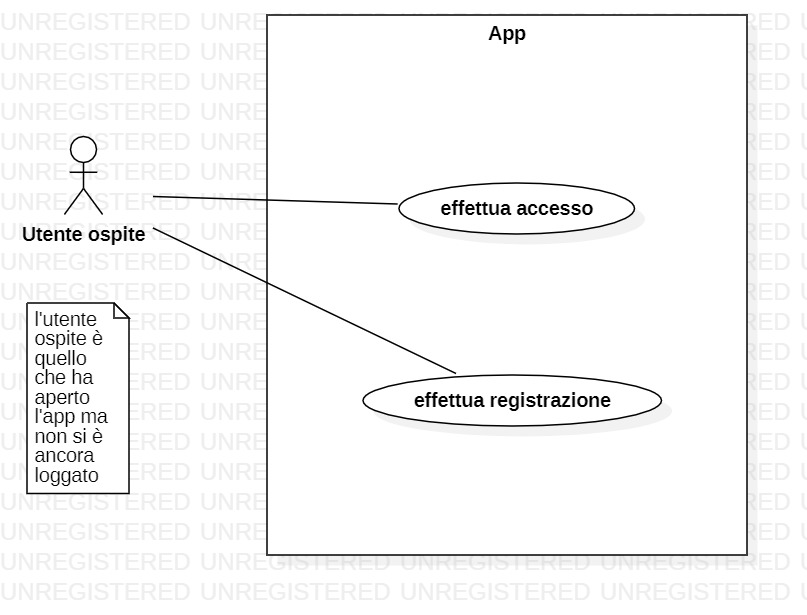 App
effettua accesso
Utente ospite
l'utente
ospite è
quello
che ha
aperto
l'app ma
non si è
ancora
loggato
effettua registrazione
UNREGISTERED